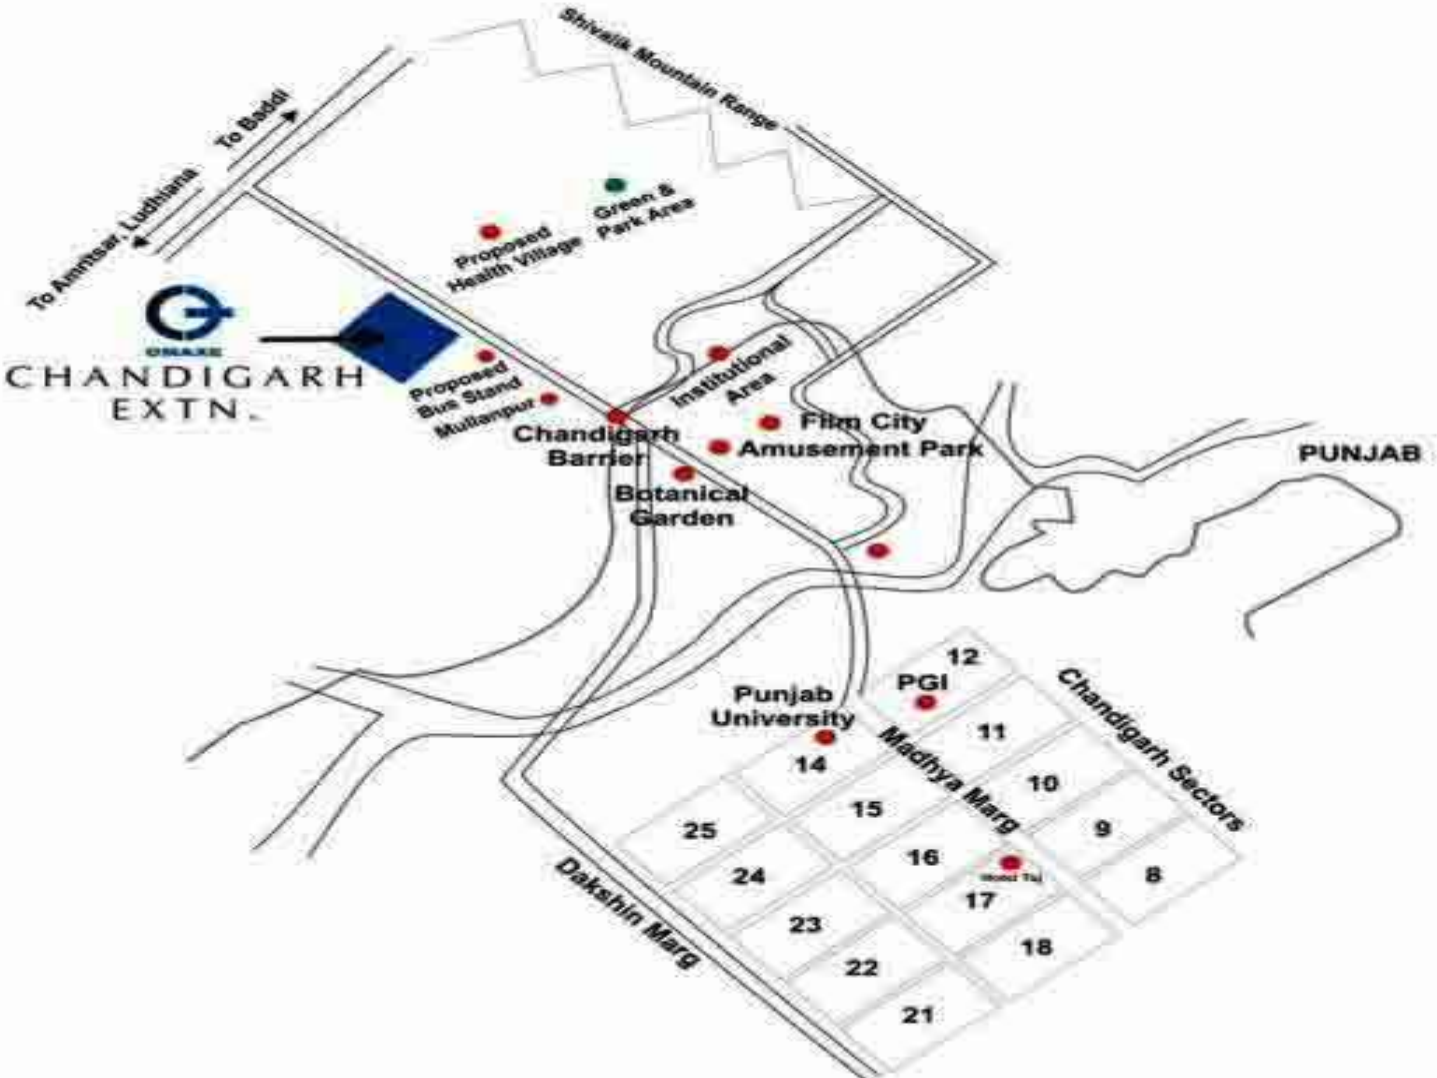 Shivalik Mountain Range
To Baddi
To Amritsar, Ludhiana
Green &
Park Area
Proposed
Health Village
OMAXE
CHANDIGARH
EXTN.
Proposed
Bus Stand
Mullanpur
Institutional
Area
Chandigarh
Barrier
Film City
Amusement Park
Botanical
Garden
PUNJAB
12
PGI
Punjab
University
11
Chandigarh Sectors
Madhya Marg
14
10
15
9
25
16
8
24
17
23
18
Dakshin Marg
22
21